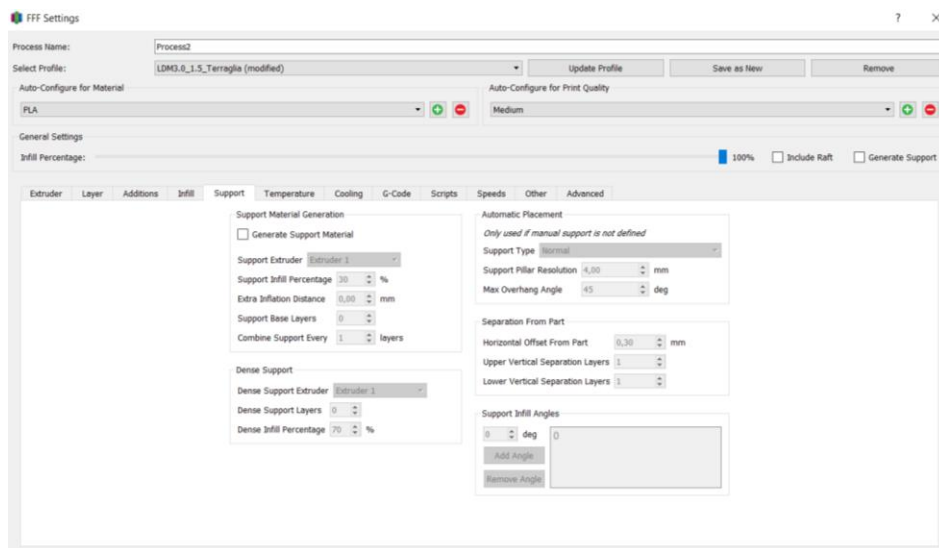 FFF Settings ? ×
Process Name: Process2
Select Profile: LDM3.0_1.5_Terraglia (modified) Update Profile Save as New Remove
Auto-Configure for Material
PLA
Auto-Configure for Print Quality
Medium
General Settings
Infill Percentage: 100% Include Raft Generate Support
Extruder Layer Additions Infill Support Temperature Cooling G-Code Scripts Speeds Other Advanced
Support Material Generation
Generate Support Material
Support Extruder Extruder 1
Support Infill Percentage 30 %
Extra Inflation Distance 0,00 mm
Support Base Layers 0
Combine Support Every 1 layers
Dense Support
Dense Support Extruder Extruder 1
Dense Support Layers 0
Dense Infill Percentage 70 %
Automatic Placement
Only used if manual support is not defined
Support Type Normal
Support Pillar Resolution 4,00 mm
Max Overhang Angle 45 deg
Separation From Part
Horizontal Offset From Part 0,30 mm
Upper Vertical Separation Layers 1
Lower Vertical Separation Layers 1
Support Infill Angles
0 deg 0
Add Angle
Remove Angle